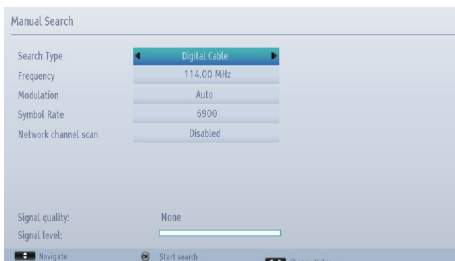 Manual Search
Search Type Digital Cable
Frequency 114.00 MHz
Modulation Auto
Symbol Rate 6900
Network channel scan Disabled
Signal quality: None
Signal level:
Navigate Start search